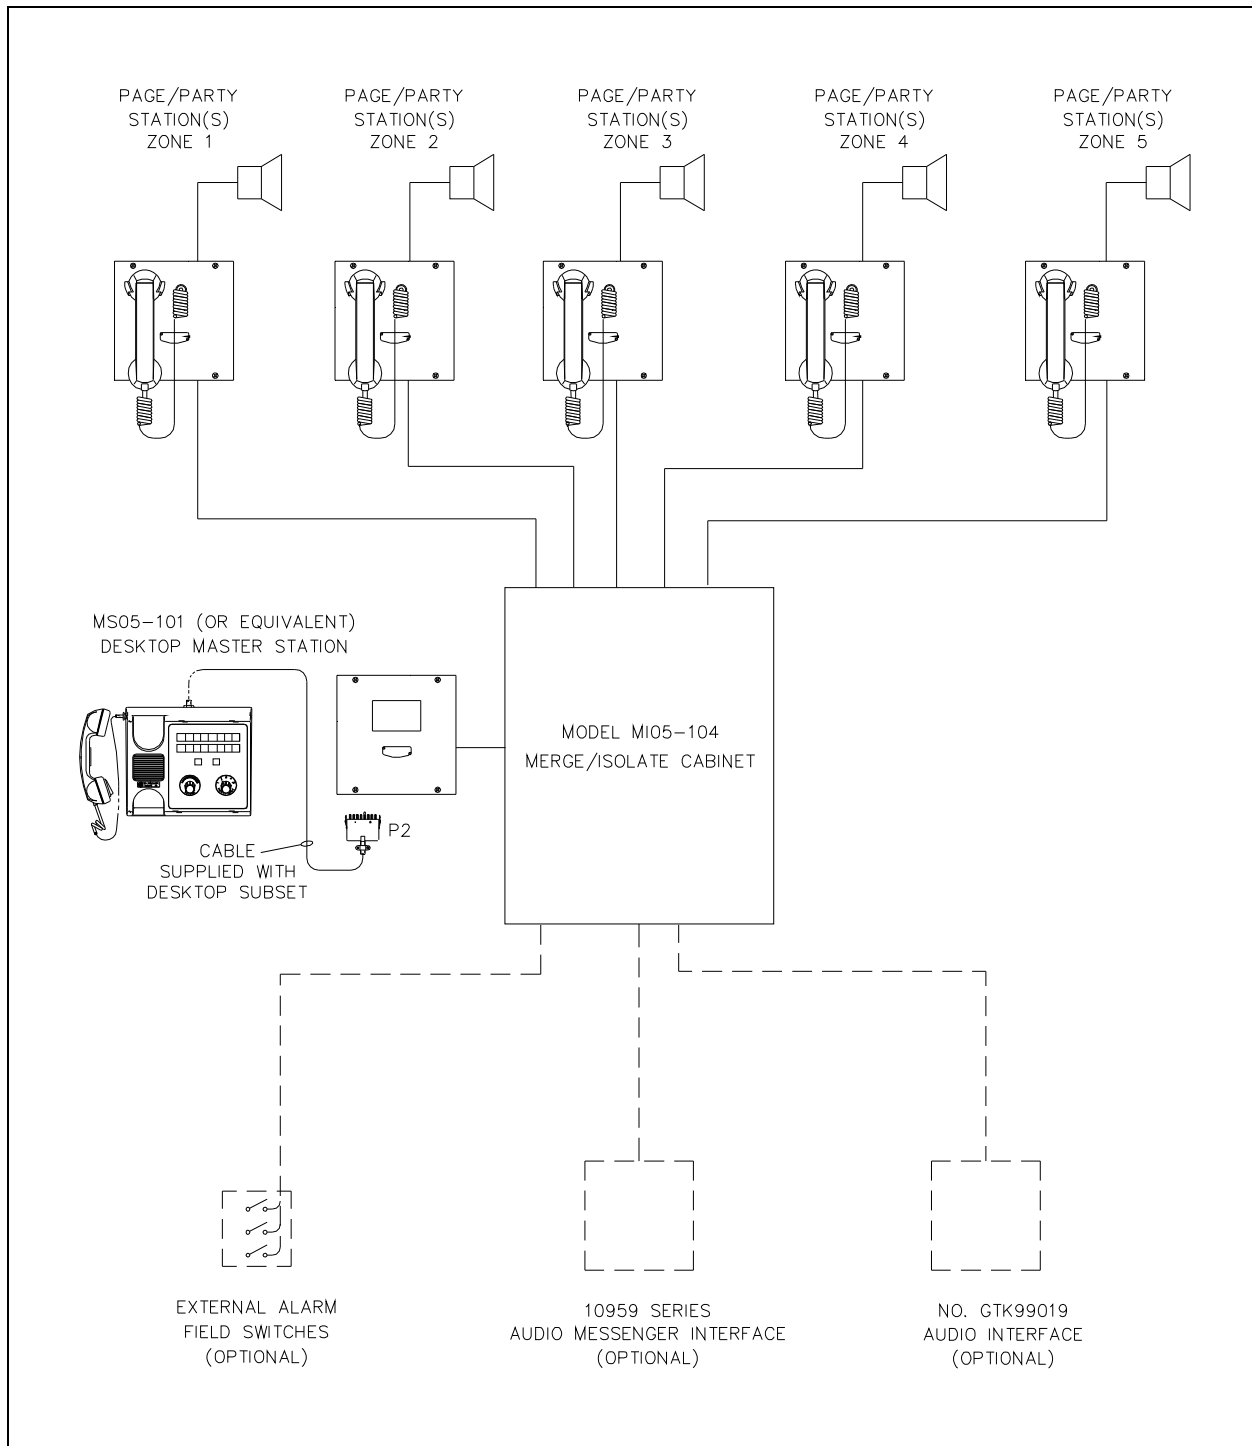 PAGE/PARTY
STATION(S)
ZONE 1
PAGE/PARTY
STATION(S)
ZONE 2
PAGE/PARTY
STATION(S)
ZONE 3
PAGE/PARTY
STATION(S)
ZONE 4
PAGE/PARTY
STATION(S)
ZONE 5
MS05-101 (OR EQUIVALENT)
DESKTOP MASTER STATION
MODEL MI05-104
MERGE/ISOLATE CABINET
P2
CABLE
SUPPLIED WITH
DESKTOP SUBSET
EXTERNAL ALARM
FIELD SWITCHES
(OPTIONAL)
10959 SERIES
AUDIO MESSENGER INTERFACE
(OPTIONAL)
NO. GTK99019
AUDIO INTERFACE
(OPTIONAL)